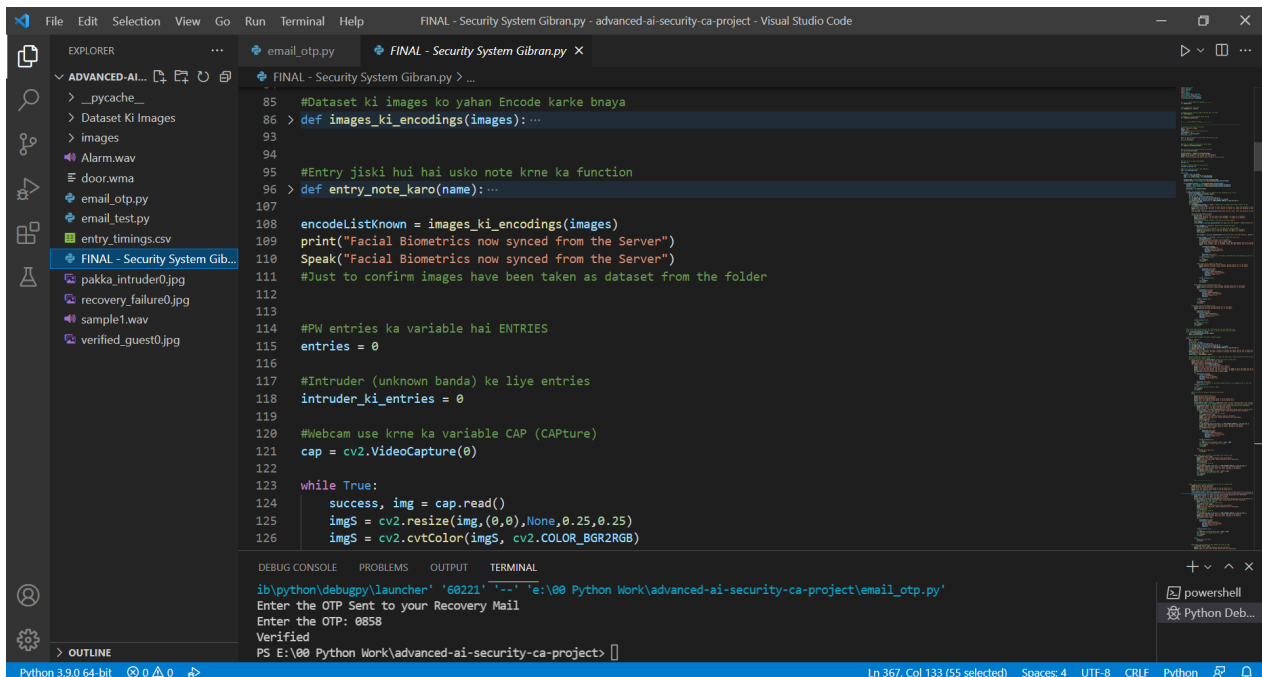 File Edit Selection View Go Run Terminal Help FINAL - Security System Gibran.py - advanced-ai-security-ca-project - Visual Studio Code
EXPLORER
ADVANCED-AI...
__pycache__
Dataset Ki Images
images
Alarm.wav
door.wma
email_otp.py
email_test.py
entry_timings.csv
FINAL - Security System Gib...
pakka_intruder0.jpg
recovery_failure0.jpg
sample1.wav
verified_guest0.jpg
OUTLINE
email_otp.py FINAL - Security System Gibran.py
FINAL - Security System Gibran.py > ...
85 #Dataset ki images ko yahan Encode karke bnaya
86 > def images_ki_encodings(images): ...
93
94
95 #Entry jiski hui hai usko note krne ka function
96 > def entry_note_karo(name): ...
107
108 encodeListKnown = images_ki_encodings(images)
109 print("Facial Biometrics now synced from the Server")
110 Speak("Facial Biometrics now synced from the Server")
111 #Just to confirm images have been taken as dataset from the folder
112
113
114 #PW entries ka variable hai ENTRIES
115 entries = 0
116
117 #Intruder (unknown banda) ke liye entries
118 intruder_ki_entries = 0
119
120 #Webcam use krne ka variable CAP (CAPture)
121 cap = cv2.VideoCapture(0)
122
123 while True:
124 success, img = cap.read()
125 imgS = cv2.resize(img,(0,0),None,0.25,0.25)
126 imgS = cv2.cvtColor(imgS, cv2.COLOR_BGR2RGB)
DEBUG CONSOLE PROBLEMS OUTPUT TERMINAL
ib\python\debugpy\launcher' '60221' '--' 'e:\00 Python Work\advanced-ai-security-ca-project\email_otp.py'
Enter the OTP Sent to your Recovery Mail
Enter the OTP: 0858
Verified
PS E:\00 Python Work\advanced-ai-security-ca-project>
powershell
Python Deb...
Python 3.9.0 64-bit 0 0 Ln 367, Col 133 (55 selected) Spaces: 4 UTF-8 CRLF Python